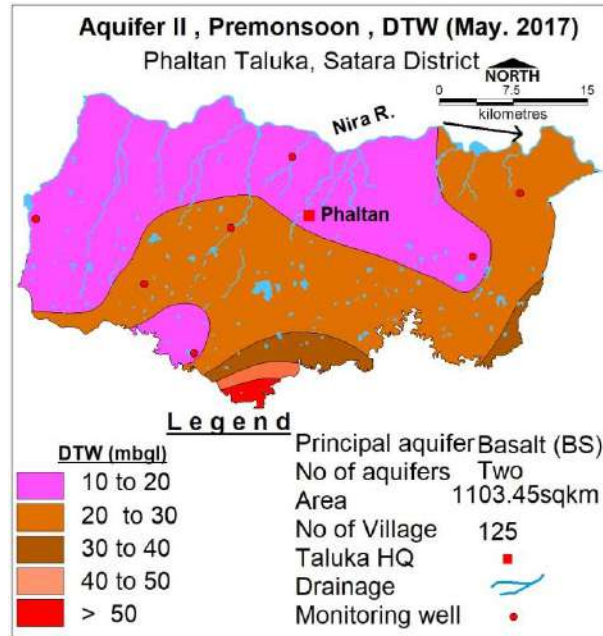 Aquifer II , Premonsoon , DTW (May. 2017)
Phaltan Taluka, Satara District
NORTH
0 7.5 15
kilometres
Nira R.
Phaltan
Legend
DTW (mbgl)
10 to 20
20 to 30
30 to 40
40 to 50
> 50
Principal aquifer Basalt (BS)
No of aquifers Two
Area 1103.45sqkm
No of Village 125
Taluka HQ
Drainage
Monitoring well